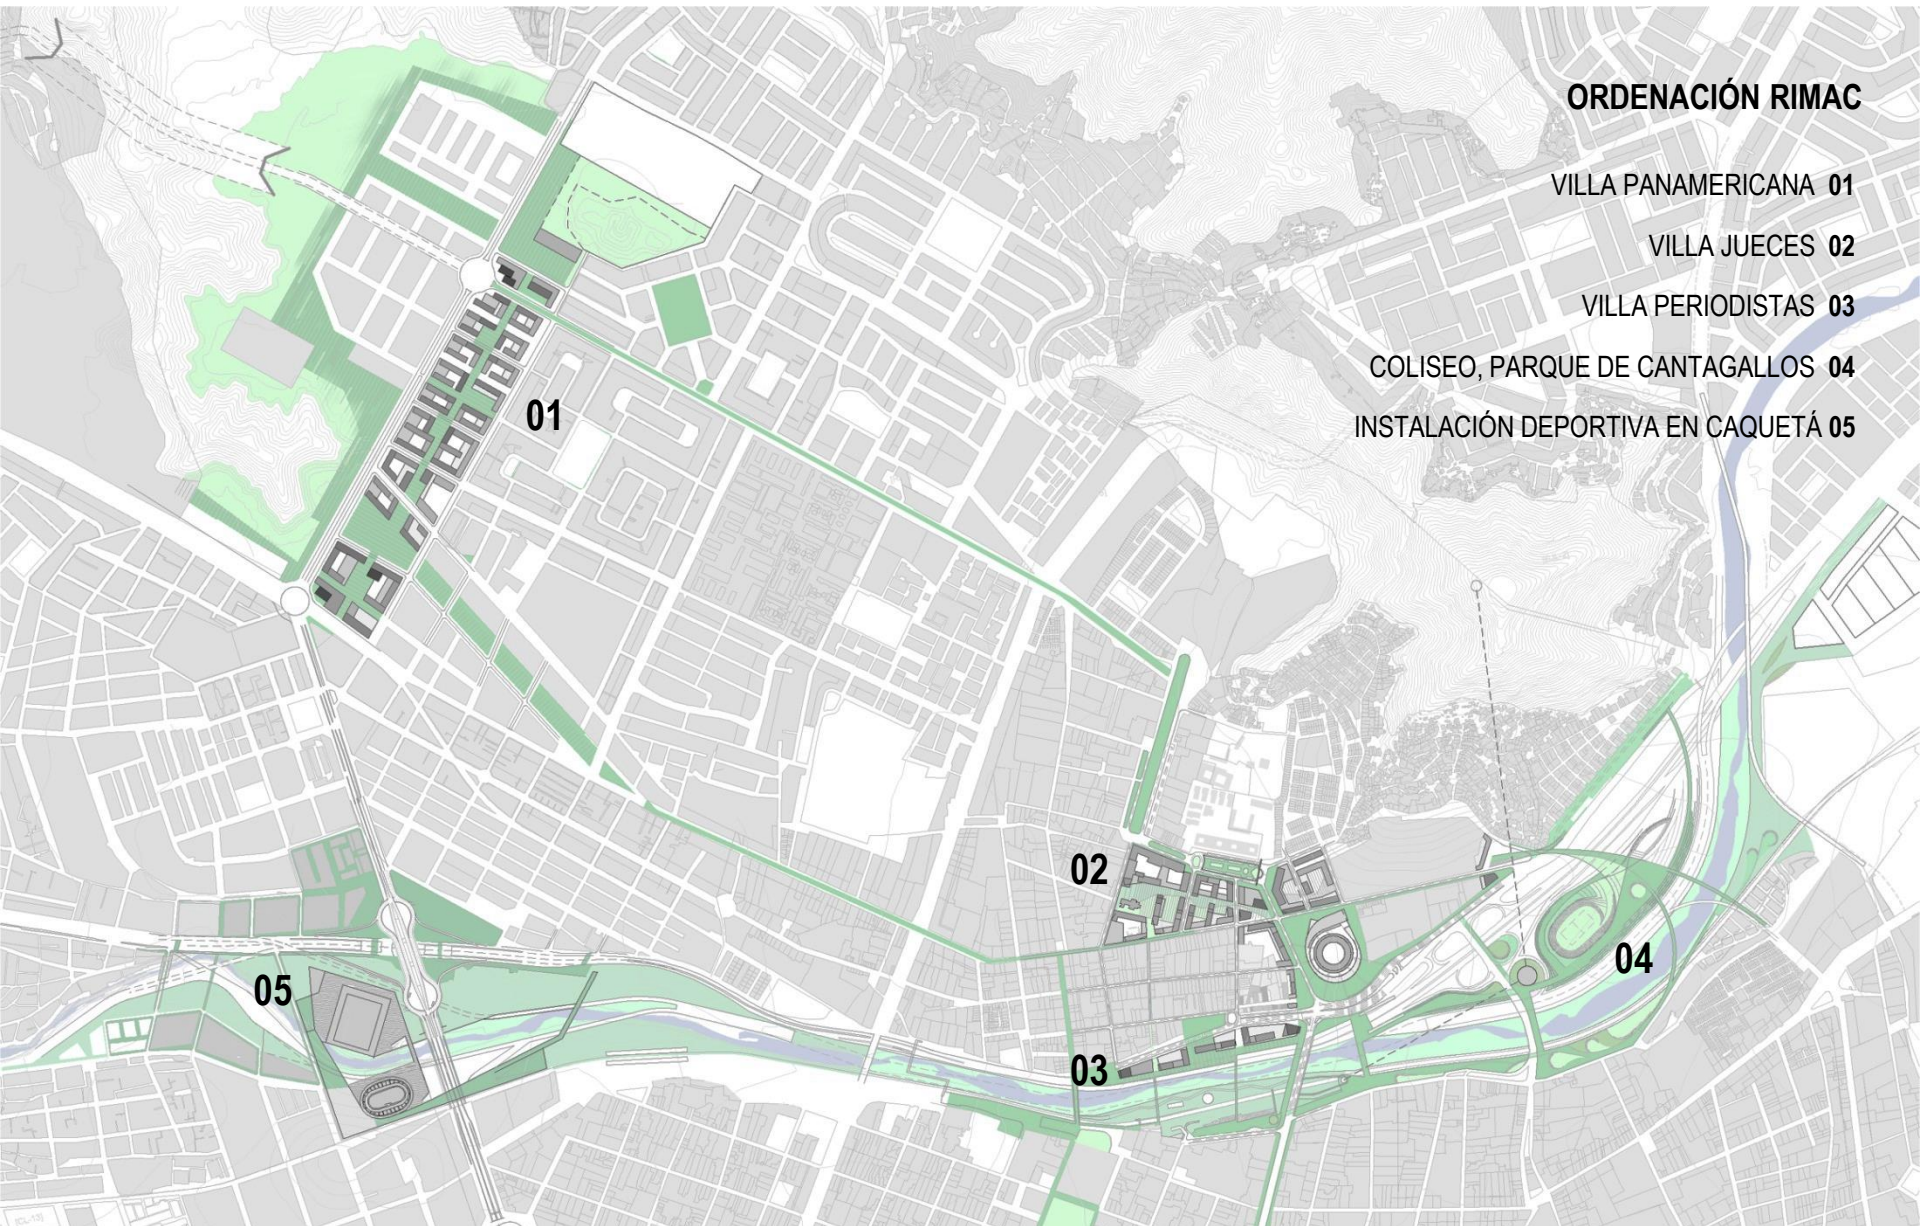 ORDENACIÓN RIMAC
VILLA PANAMERICANA 01
VILLA JUECES 02
VILLA PERIODISTAS 03
COLISEO, PARQUE DE CANTAGALLOS 04
INSTALACIÓN DEPORTIVA EN CAQUETÁ 05
01
02
04
05
03